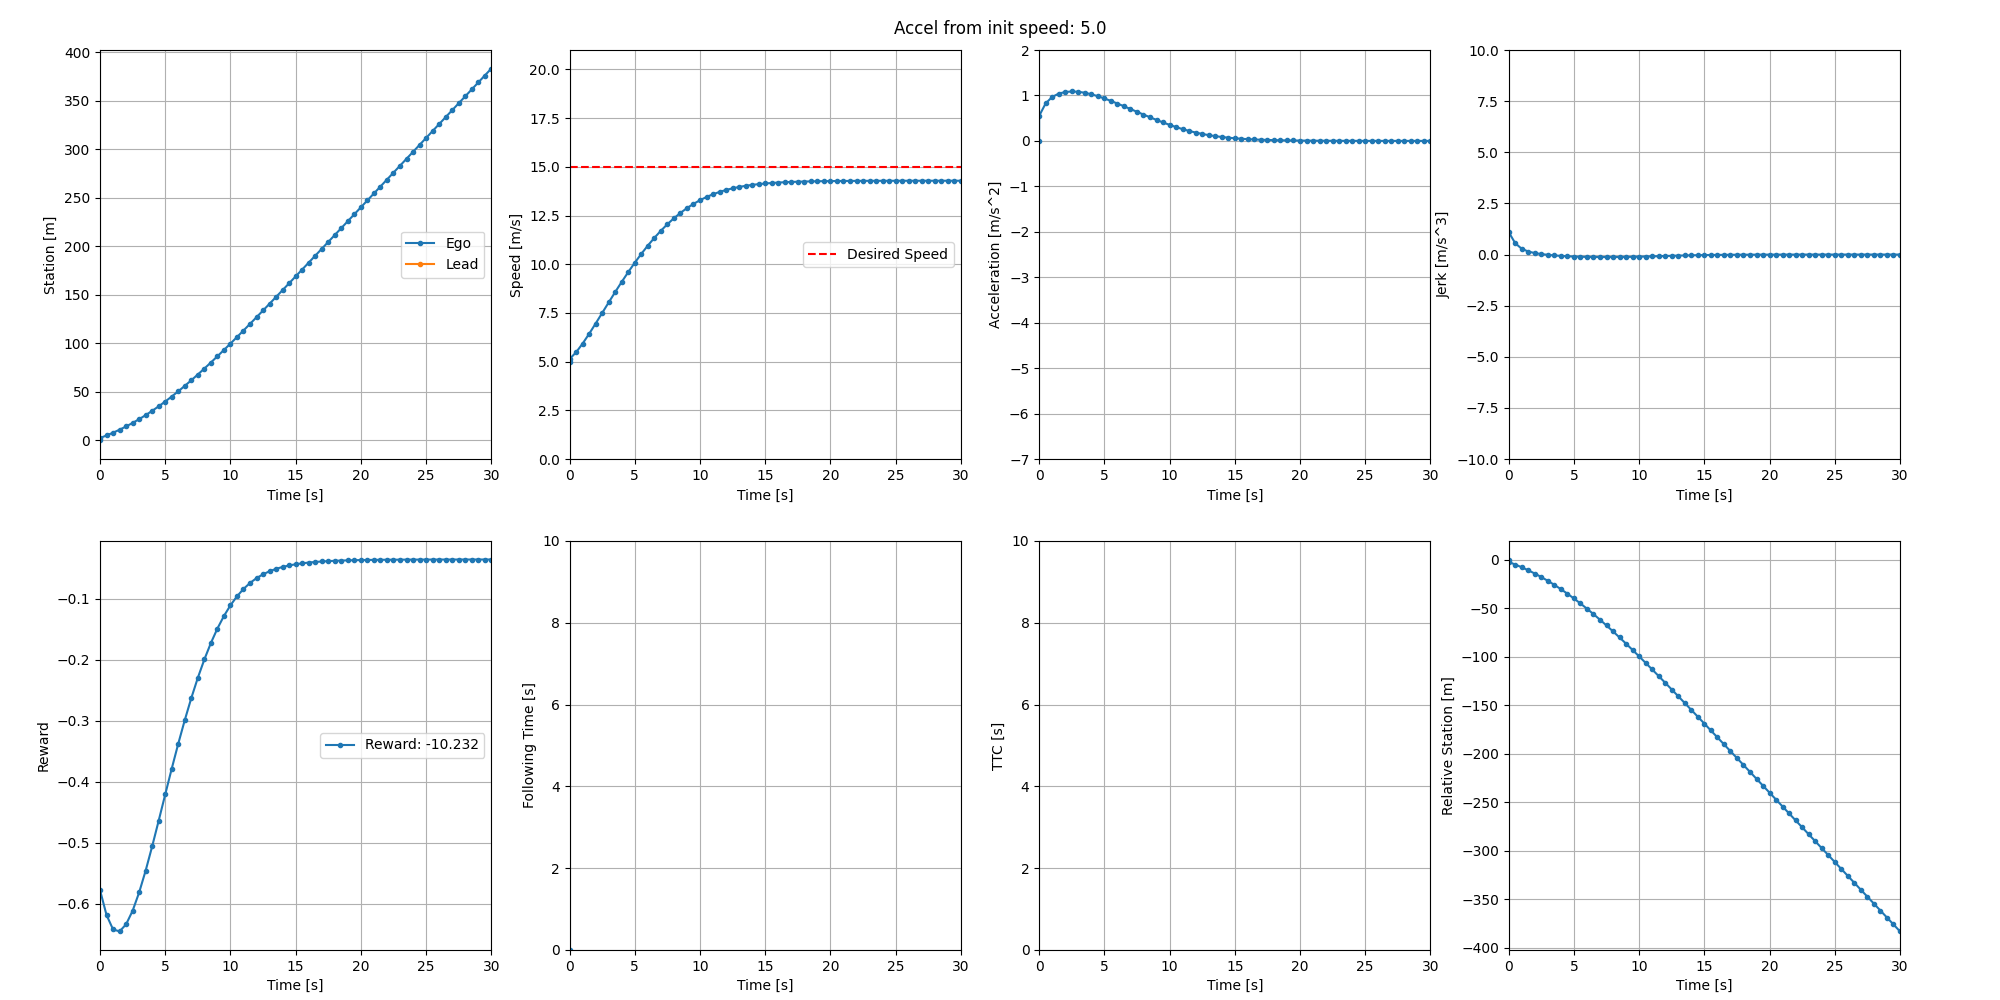 Accel from init speed: 5.0
400
350
300
250
200
150
100
50
0
Station [m]
Ego
Lead
0 5 10 15 20 25 30
Time [s]
20.0
17.5
15.0
12.5
10.0
7.5
5.0
2.5
0.0
Speed [m/s]
Desired Speed
0 5 10 15 20 25 30
Time [s]
2
1
0
−1
−2
−3
−4
−5
−6
−7
Acceleration [m/s^2]
0 5 10 15 20 25 30
Time [s]
10.0
7.5
5.0
2.5
0.0
−2.5
−5.0
−7.5
−10.0
Jerk [m/s^3]
0 5 10 15 20 25 30
Time [s]
−0.1
−0.2
−0.3
−0.4
−0.5
−0.6
Reward
Reward: -10.232
0 5 10 15 20 25 30
Time [s]
10
8
6
4
2
0
Following Time [s]
0 5 10 15 20 25 30
Time [s]
10
8
6
4
2
0
TTC [s]
0 5 10 15 20 25 30
Time [s]
0
−50
−100
−150
−200
−250
−300
−350
−400
Relative Station [m]
0 5 10 15 20 25 30
Time [s]